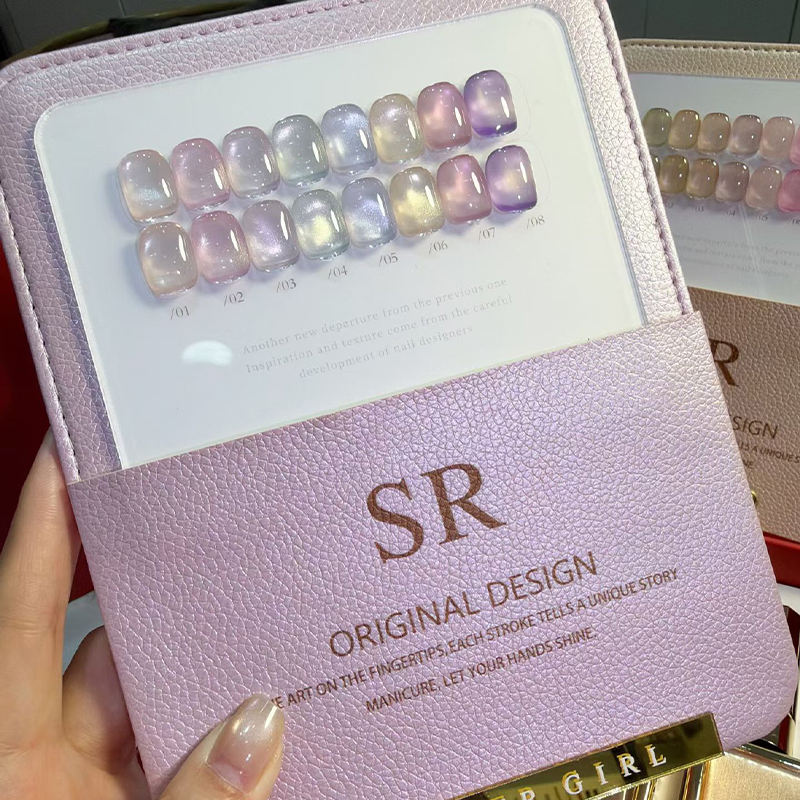 /01 /02 /03 /04 /05 /06 /07 /08
Another new departure from the previous one
Inspiration and texture come from the careful
development of nail designers
SR
ORIGINAL DESIGN
ART ON THE FINGERTIPS, EACH STROKE TELLS A UNIQUE STORY
MANICURE, LET YOUR HANDS SHINE.
GIRL
R
DESIGN
TELLS A UNIQUE